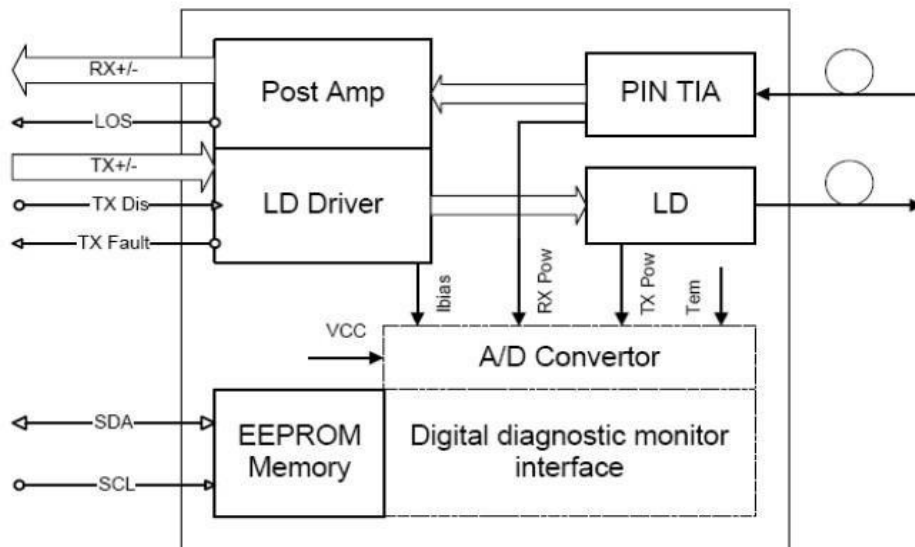 RX+/-
Post Amp
PIN TIA
LOS
TX+/-
TX Dis
LD Driver
LD
TX Fault
Ibias
RX Pow
TX Pow
Tem
VCC
A/D Convertor
SDA
EEPROM
Memory
Digital diagnostic monitor
interface
SCL